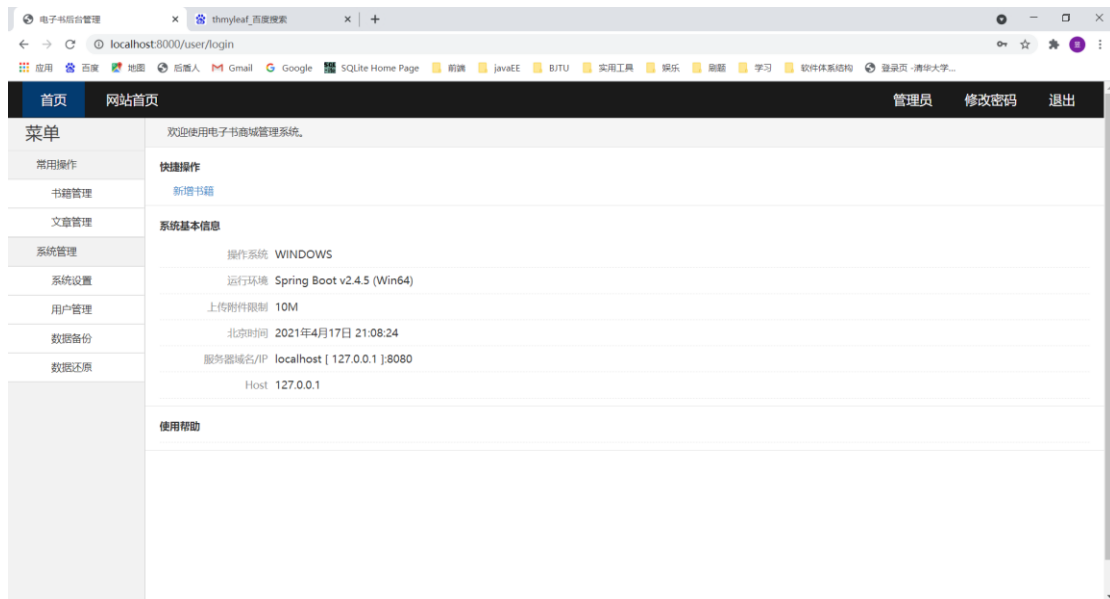 电子书后台管理 thmyleaf_百度搜索
localhost:8000/user/login
应用 百度 地图 后盾人 Gmail Google SQLite Home Page 前端 javaEE BJTU 实用工具 娱乐 刷题 学习 软件体系结构 登录页-清华大学...
首页 网站首页 管理员 修改密码 退出
菜单 欢迎使用电子书商城管理系统。
常用操作 快捷操作
书籍管理 新增书籍
文章管理 系统基本信息
系统管理 操作系统 WINDOWS
系统设置 运行环境 Spring Boot v2.4.5 (Win64)
用户管理 上传附件限制 10M
数据备份 北京时间 2021年4月17日 21:08:24
数据还原 服务器域名/IP localhost [ 127.0.0.1 ]:8080
Host 127.0.0.1
使用帮助